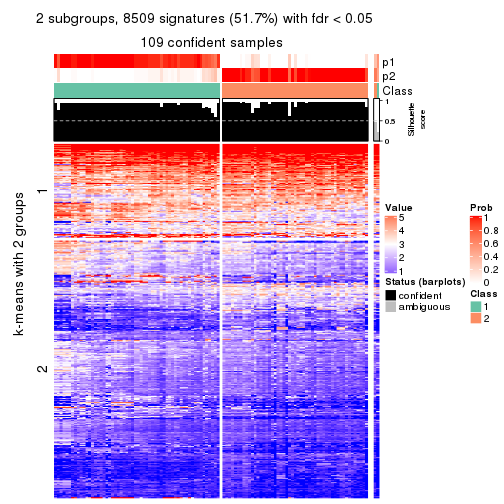 2 subgroups, 8509 signatures (51.7%) with fdr < 0.05
109 confident samples
p1
p2
Class
1
0.5
0
Silhouette
score
k-means with 2 groups
1
2
Value
5
4
3
2
1
Status (barplots)
confident
ambiguous
Prob
1
0.8
0.6
0.4
0.2
0
Class
1
2